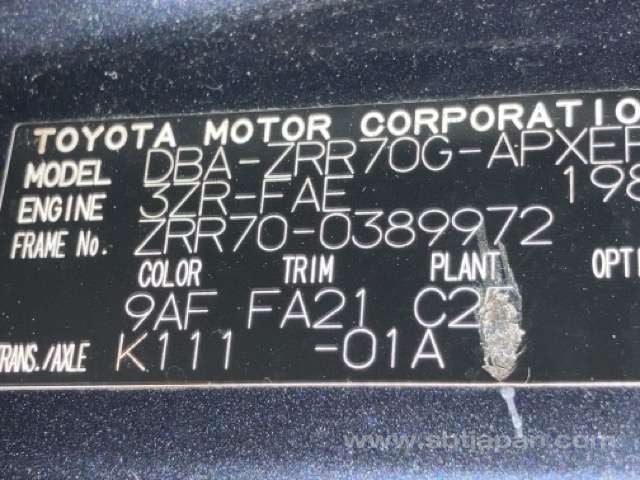 TOYOTA MOTOR CORPORATIO
MODEL DBA-ZRR70G-APXEP
ENGINE 3ZR-FAE 198
FRAME No. ZRR70-0389972
COLOR TRIM PLANT OPTI
9AF FA21 C2
TRANS./AXLE K111 -01A
www.sbtjapan.com